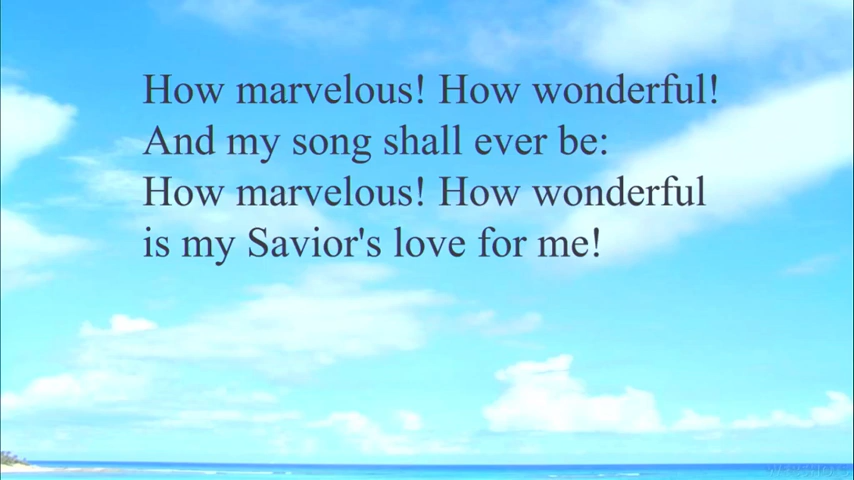 How marvelous! How wonderful!
And my song shall ever be:
How marvelous! How wonderful
is my Savior's love for me!